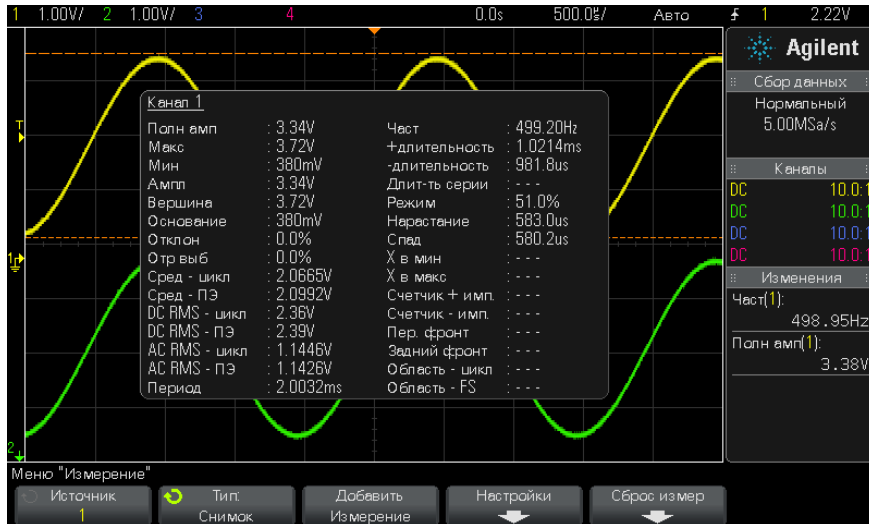 1 1.00V/ 2 1.00V/ 3 4 0.0s 500.0㎲/ Авто 1 2.22V
Agilent
Сбор данных
Нормальный
5.00MSa/s
Каналы
DC 10.0:1
DC 10.0:1
DC 10.0:1
DC 10.0:1
Изменения
Част(1):
498.95Hz
Полн амп(1):
3.38V
T
1
2
Канал 1
Полн амп : 3.34V Част : 499.20Hz
Макс : 3.72V +длительность : 1.0214ms
Мин : 380mV -длительность : 981.8us
Ампл : 3.34V Длит-ть серии : - - -
Вершина : 3.72V Режим : 51.0%
Основание : 380mV Нарастание : 583.0us
Отклон : 0.0% Спад : 580.2us
Отр выб : 0.0% X в мин : - - -
Сред - цикл : 2.0665V X в макс : - - -
Сред - ПЭ : 2.0992V Счетчик + имп. : - - -
DC RMS - цикл : 2.36V Счетчик - имп. : - - -
DC RMS - ПЭ : 2.39V Пер. фронт : - - -
AC RMS - цикл : 1.1446V Задний фронт : - - -
AC RMS - ПЭ : 1.1426V Область - цикл : - - -
Период : 2.0032ms Область - FS : - - -
Меню "Измерение"
Источник Тип: Добавить Настройки Сброс измер
1 Снимок Измерение